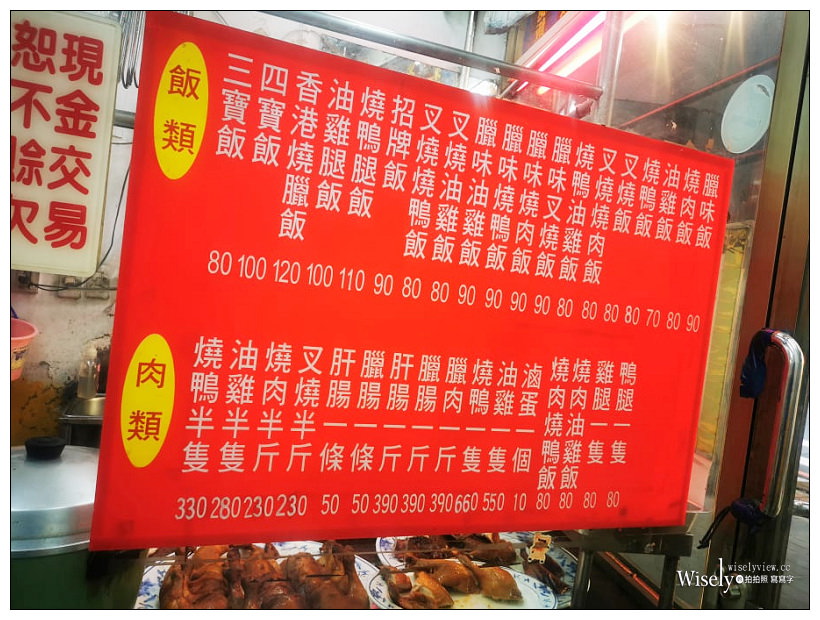 現金交易
恕不賒欠
飯類
三寶飯 80
四寶飯 100
香港燒臘飯 120
油雞腿飯 100
燒鴨腿飯 110
招牌飯 90
叉燒燒鴨飯 80
叉燒油雞飯 80
臘味油雞飯 90
臘味燒鴨飯 90
臘味燒肉飯 90
臘味叉燒飯 90
燒鴨油雞飯 80
叉燒燒肉飯 80
叉燒飯 80
燒鴨飯 80
油雞飯 70
燒肉飯 80
臘味飯 90
肉類
燒鴨半隻 330
油雞半隻 280
燒肉半斤 230
叉燒半斤 230
肝腸一條 50
臘腸一條 50
肝腸一斤 390
臘腸一斤 390
臘肉一斤 390
燒鴨一隻 660
油雞一隻 550
滷蛋一個 10
燒肉燒鴨飯 80
燒肉油雞飯 80
雞腿一隻 80
鴨腿一隻 80
wiselyview.cc
Wisely 拍拍照 寫寫字